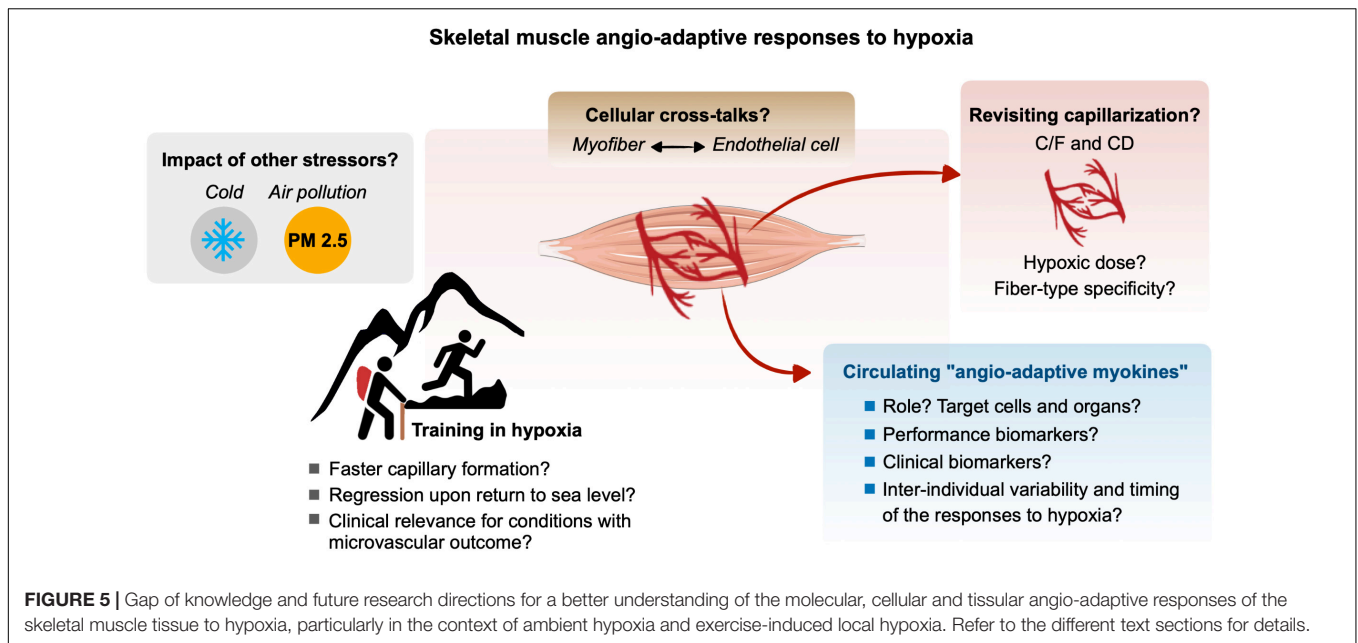 Skeletal muscle angio-adaptive responses to hypoxia
Impact of other stressors?
Cold Air pollution
PM 2.5
Cellular cross-talks?
Myofiber ↔ Endothelial cell
Revisiting capillarization?
C/F and CD
Hypoxic dose?
Fiber-type specificity?
Training in hypoxia
■ Faster capillary formation?
■ Regression upon return to sea level?
■ Clinical relevance for conditions with
microvascular outcome?
Circulating "angio-adaptive myokines"
■ Role? Target cells and organs?
■ Performance biomarkers?
■ Clinical biomarkers?
■ Inter-individual variability and timing
of the responses to hypoxia?
FIGURE 5 | Gap of knowledge and future research directions for a better understanding of the molecular, cellular and tissular angio-adaptive responses of the
skeletal muscle tissue to hypoxia, particularly in the context of ambient hypoxia and exercise-induced local hypoxia. Refer to the different text sections for details.